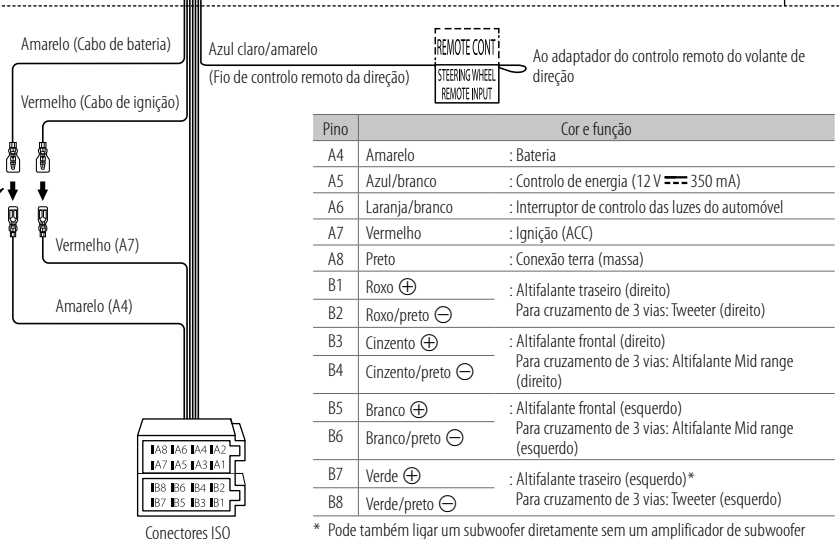 Amarelo (Cabo de bateria)
Azul claro/amarelo
(Fio de controlo remoto da direção)
REMOTE CONT
STEERING WHEEL
REMOTE INPUT
Ao adaptador do controlo remoto do volante de
direção
Vermelho (Cabo de ignição)
Vermelho (A7)
Amarelo (A4)
A8 A6 A4 A2
A7 A5 A3 A1
B8 B6 B4 B2
B7 B5 B3 B1
Conectores ISO
Pino Cor e função
A4 Amarelo : Bateria
A5 Azul/branco : Controlo de energia (12 V ⎓ 350 mA)
A6 Laranja/branco : Interruptor de controlo das luzes do automóvel
A7 Vermelho : Ignição (ACC)
A8 Preto : Conexão terra (massa)
B1 Roxo ⊕ : Altifalante traseiro (direito)
B2 Roxo/preto ⊖ Para cruzamento de 3 vias: Tweeter (direito)
B3 Cinzento ⊕ : Altifalante frontal (direito)
B4 Cinzento/preto ⊖ Para cruzamento de 3 vias: Altifalante Mid range
(direito)
B5 Branco ⊕ : Altifalante frontal (esquerdo)
B6 Branco/preto ⊖ Para cruzamento de 3 vias: Altifalante Mid range
(esquerdo)
B7 Verde ⊕ : Altifalante traseiro (esquerdo)*
B8 Verde/preto ⊖ Para cruzamento de 3 vias: Tweeter (esquerdo)
* Pode também ligar um subwoofer diretamente sem um amplificador de subwoofer